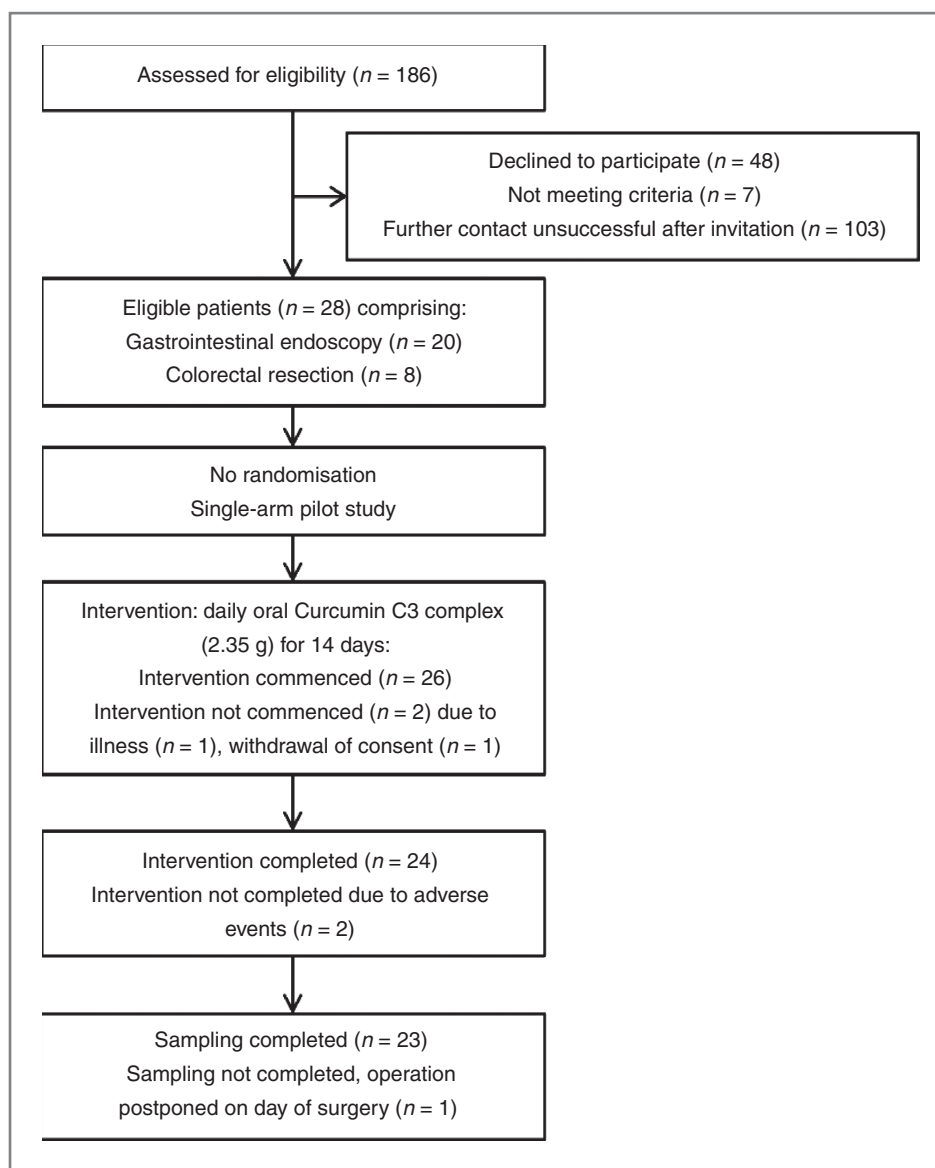 Assessed for eligibility (n = 186)
Declined to participate (n = 48)
Not meeting criteria (n = 7)
Further contact unsuccessful after invitation (n = 103)
Eligible patients (n = 28) comprising:
Gastrointestinal endoscopy (n = 20)
Colorectal resection (n = 8)
No randomisation
Single-arm pilot study
Intervention: daily oral Curcumin C3 complex
(2.35 g) for 14 days:
Intervention commenced (n = 26)
Intervention not commenced (n = 2) due to
illness (n = 1), withdrawal of consent (n = 1)
Intervention completed (n = 24)
Intervention not completed due to adverse
events (n = 2)
Sampling completed (n = 23)
Sampling not completed, operation
postponed on day of surgery (n = 1)